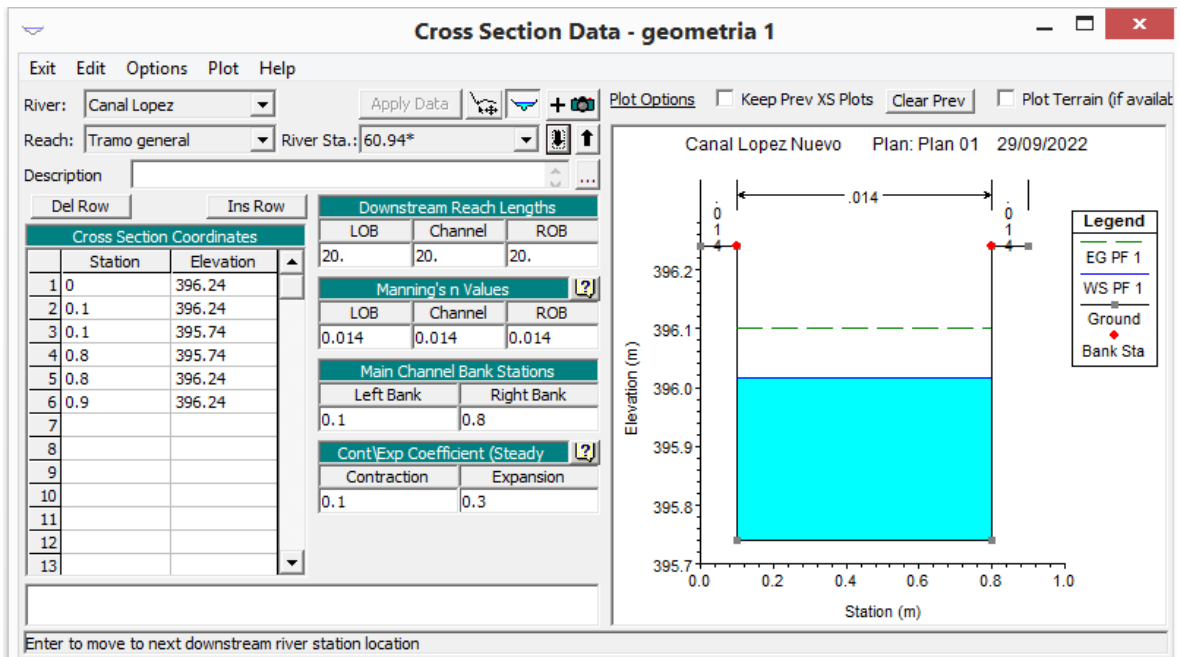 Cross Section Data - geometria 1
Exit Edit Options Plot Help
River: Canal Lopez
Apply Data
Reach: Tramo general River Sta.: 60.94*
Description ...
Del Row Ins Row
Cross Section Coordinates
Station Elevation
1 0 396.24
2 0.1 396.24
3 0.1 395.74
4 0.8 395.74
5 0.8 396.24
6 0.9 396.24
7
8
9
10
11
12
13
Downstream Reach Lengths
LOB Channel ROB
20. 20. 20.
Manning's n Values ?
LOB Channel ROB
0.014 0.014 0.014
Main Channel Bank Stations
Left Bank Right Bank
0.1 0.8
Cont\Exp Coefficient (Steady ?
Contraction Expansion
0.1 0.3
Enter to move to next downstream river station location
Plot Options Keep Prev XS Plots Clear Prev Plot Terrain (if availab
Canal Lopez Nuevo Plan: Plan 01 29/09/2022
.014 .014 .014
Legend
EG PF 1
WS PF 1
Ground
Bank Sta
Elevation (m)
396.2
396.1
396.0
395.9
395.8
395.7
0.0 0.2 0.4 0.6 0.8 1.0
Station (m)